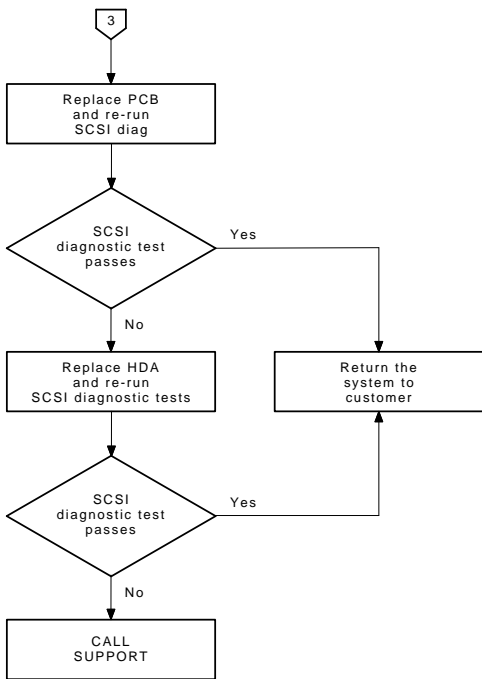 3
Replace PCB
and re-run
SCSI diag
SCSI
diagnostic test
passes
Yes
No
Replace HDA
and re-run
SCSI diagnostic tests
Return the
system to
customer
SCSI
diagnostic test
passes
Yes
No
CALL
SUPPORT